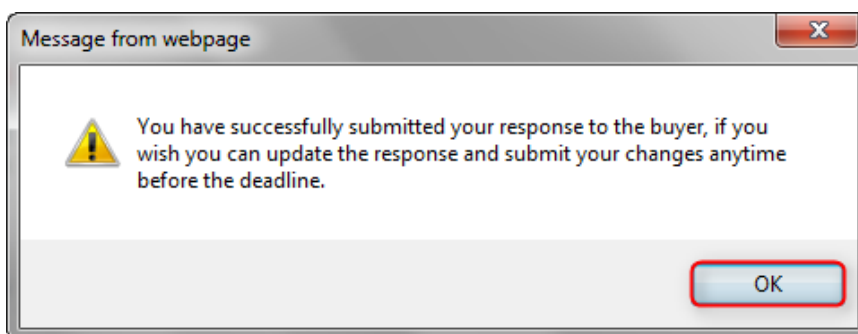 Message from webpage
You have successfully submitted your response to the buyer, if you
wish you can update the response and submit your changes anytime
before the deadline.
OK